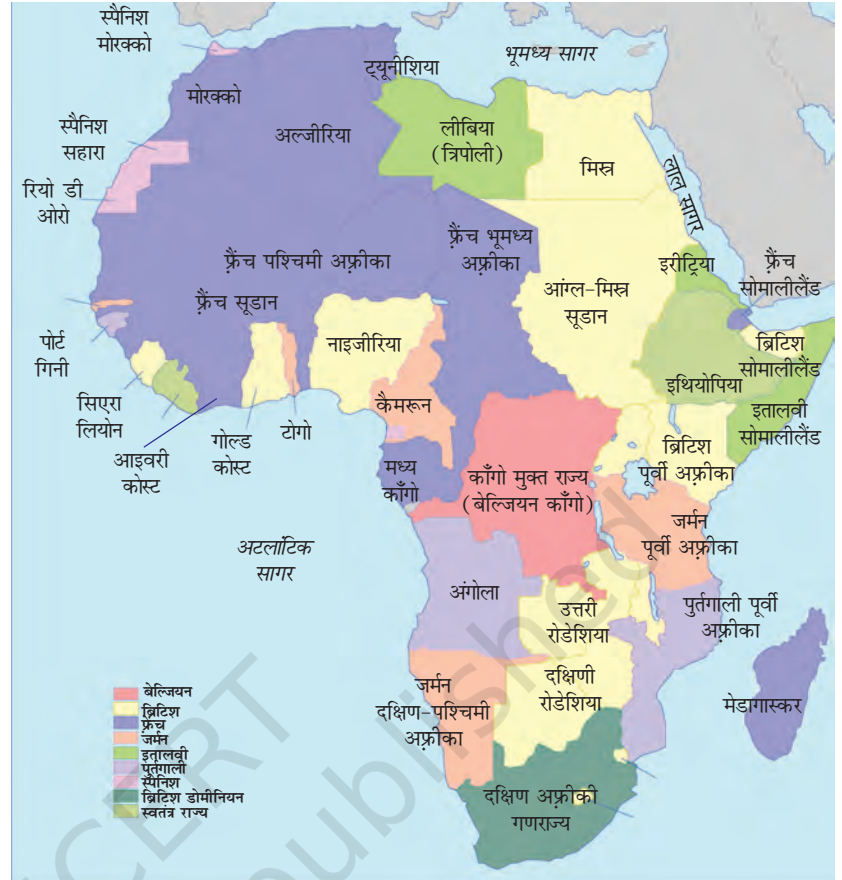 स्पैनिश
मोरक्को
ट्यूनीशिया
भूमध्य सागर
मोरक्को
अल्जीरिया
लीबिया
(त्रिपोली)
मिस्र
लाल सागर
स्पैनिश
सहारा
रियो डी
ओरो
फ़्रैंच पश्चिमी अफ़्रीका
फ़्रैंच भूमध्य
अफ़्रीका
फ़्रैंच सूडान
आंग्ल-मिस्र
सूडान
इरीट्रिया
फ़्रैंच
सोमालीलैंड
ब्रिटिश
सोमालीलैंड
इथियोपिया
इतालवी
सोमालीलैंड
पोर्ट
गिनी
सिएरा
लियोन
आइवरी
कोस्ट
गोल्ड
कोस्ट
टोगो
नाइजीरिया
कैमरून
मध्य
काँगो
काँगो मुक्त राज्य
(बेल्जियन काँगो)
ब्रिटिश
पूर्वी अफ़्रीका
जर्मन
पूर्वी अफ़्रीका
अटलांटिक
सागर
अंगोला
उत्तरी
रोडेशिया
पुर्तगाली पूर्वी
अफ़्रीका
जर्मन
दक्षिण-पश्चिमी
अफ़्रीका
दक्षिणी
रोडेशिया
मेडागास्कर
दक्षिण अफ़्रीकी
गणराज्य
बेल्जियन
ब्रिटिश
फ़्रैंच
जर्मन
इतालवी
पुर्तगाली
स्पैनिश
ब्रिटिश डोमीनियन
स्वतंत्र राज्य
NCERT
republished